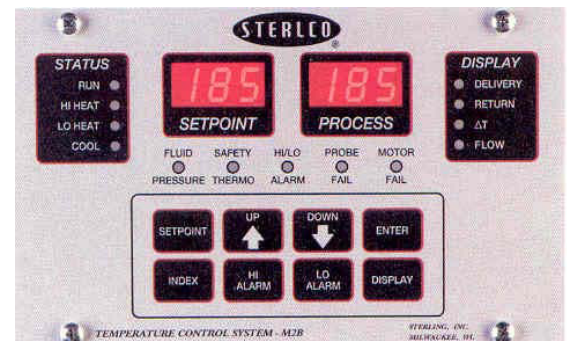 STERLCO®
STATUS
RUN
HI HEAT
LO HEAT
COOL
185
SETPOINT
185
PROCESS
DISPLAY
DELIVERY
RETURN
ΔT
FLOW
FLUID PRESSURE
SAFETY THERMO
HI/LO ALARM
PROBE FAIL
MOTOR FAIL
SETPOINT
UP
DOWN
ENTER
INDEX
HI
ALARM
LO
ALARM
DISPLAY
TEMPERATURE CONTROL SYSTEM - M2B
STERLING, INC.
MILWAUKEE, WI.